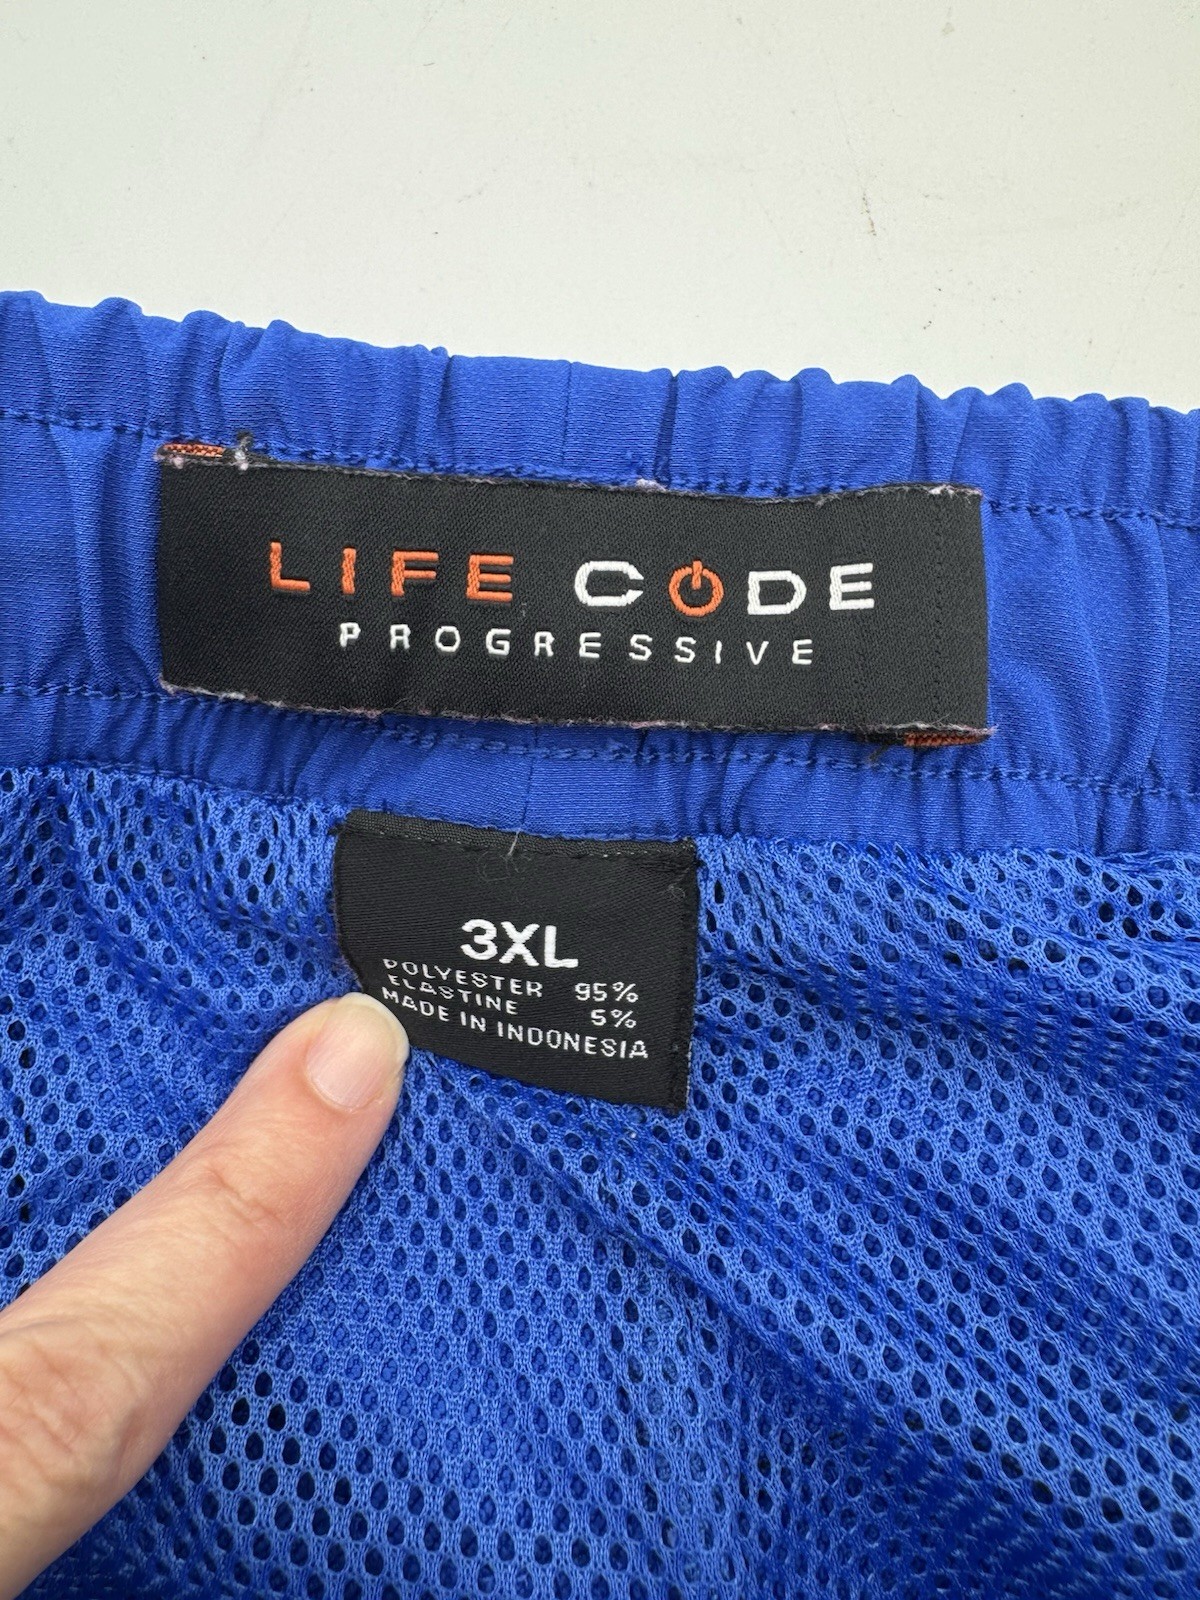 LIFE CODE
PROGRESSIVE
3XL
POLYESTER 95%
ELASTINE 5%
MADE IN INDONESIA